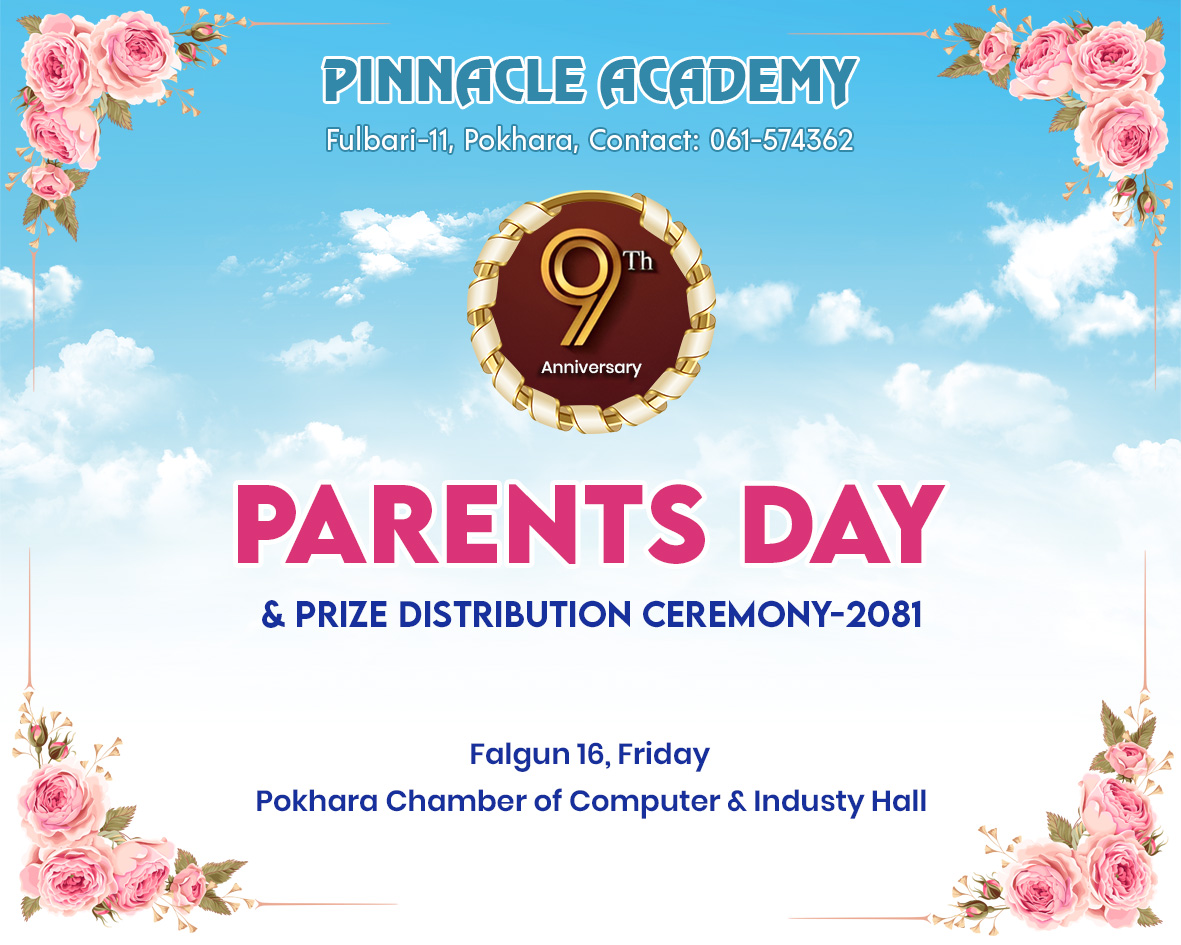 PINNACLE ACADEMY
Fulbari-11, Pokhara, Contact: 061-574362
9Th
Anniversary
PARENTS DAY
& PRIZE DISTRIBUTION CEREMONY-2081
Falgun 16, Friday
Pokhara Chamber of Computer & Industy Hall